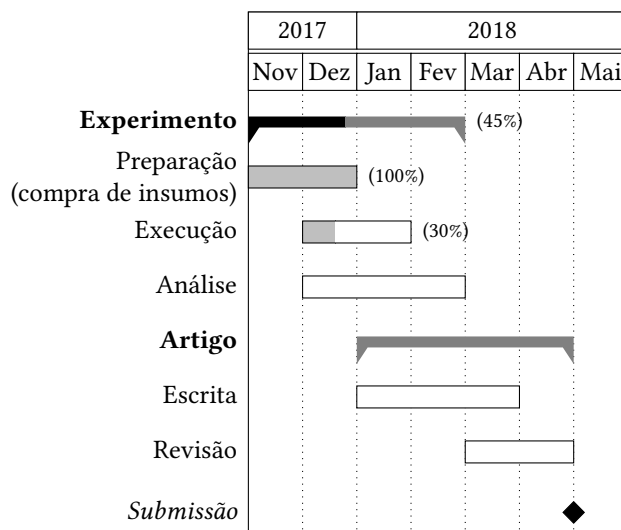 2017 2018
Nov Dez Jan Fev Mar Abr Mai
Experimento (45%)
Preparação
(compra de insumos) (100%)
Execução (30%)
Análise
Artigo
Escrita
Revisão
Submissão